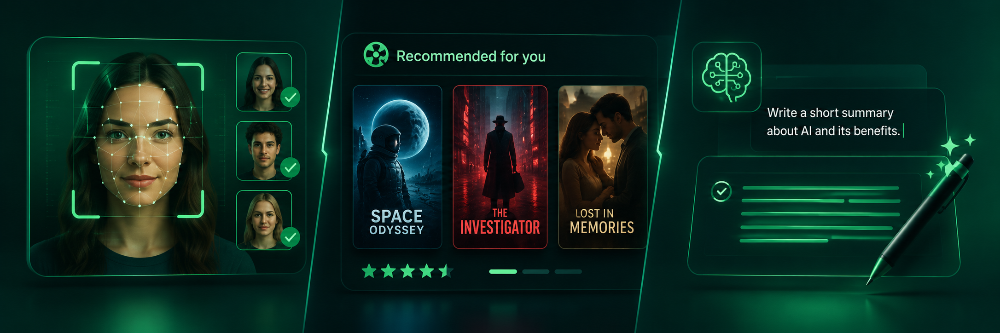 Recommended for you
SPACE
ODYSSEY
THE
INVESTIGATOR
LOST IN
MEMORIES
Write a short summary
about AI and its benefits.